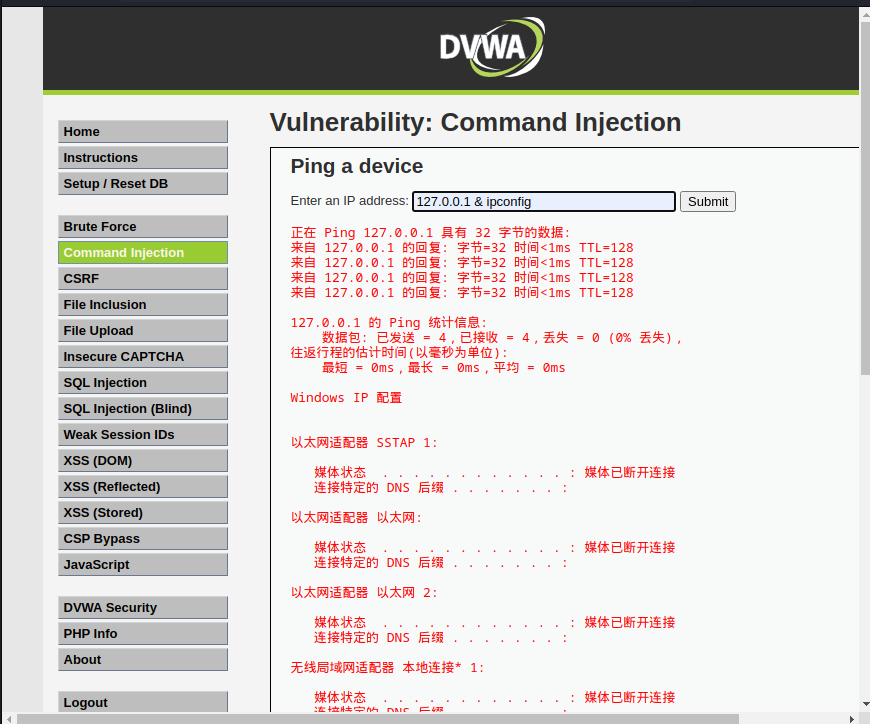 DVWA
Home
Instructions
Setup / Reset DB
Brute Force
Command Injection
CSRF
File Inclusion
File Upload
Insecure CAPTCHA
SQL Injection
SQL Injection (Blind)
Weak Session IDs
XSS (DOM)
XSS (Reflected)
XSS (Stored)
CSP Bypass
JavaScript
DVWA Security
PHP Info
About
Logout
Vulnerability: Command Injection
Ping a device
Enter an IP address: 127.0.0.1 & ipconfig Submit
正在 Ping 127.0.0.1 具有 32 字节的数据:
来自 127.0.0.1 的回复: 字节=32 时间<1ms TTL=128
来自 127.0.0.1 的回复: 字节=32 时间<1ms TTL=128
来自 127.0.0.1 的回复: 字节=32 时间<1ms TTL=128
来自 127.0.0.1 的回复: 字节=32 时间<1ms TTL=128
127.0.0.1 的 Ping 统计信息:
数据包: 已发送 = 4，已接收 = 4，丢失 = 0 (0% 丢失)，
往返行程的估计时间(以毫秒为单位):
最短 = 0ms，最长 = 0ms，平均 = 0ms
Windows IP 配置
以太网适配器 SSTAP 1:
媒体状态 . . . . . . . . . . . . : 媒体已断开连接
连接特定的 DNS 后缀 . . . . . . . :
以太网适配器 以太网:
媒体状态 . . . . . . . . . . . . : 媒体已断开连接
连接特定的 DNS 后缀 . . . . . . . :
以太网适配器 以太网 2:
媒体状态 . . . . . . . . . . . . : 媒体已断开连接
连接特定的 DNS 后缀 . . . . . . . :
无线局域网适配器 本地连接* 1:
媒体状态 . . . . . . . . . . . . : 媒体已断开连接
连接特定的 DNS 后缀 . . . . . . . :